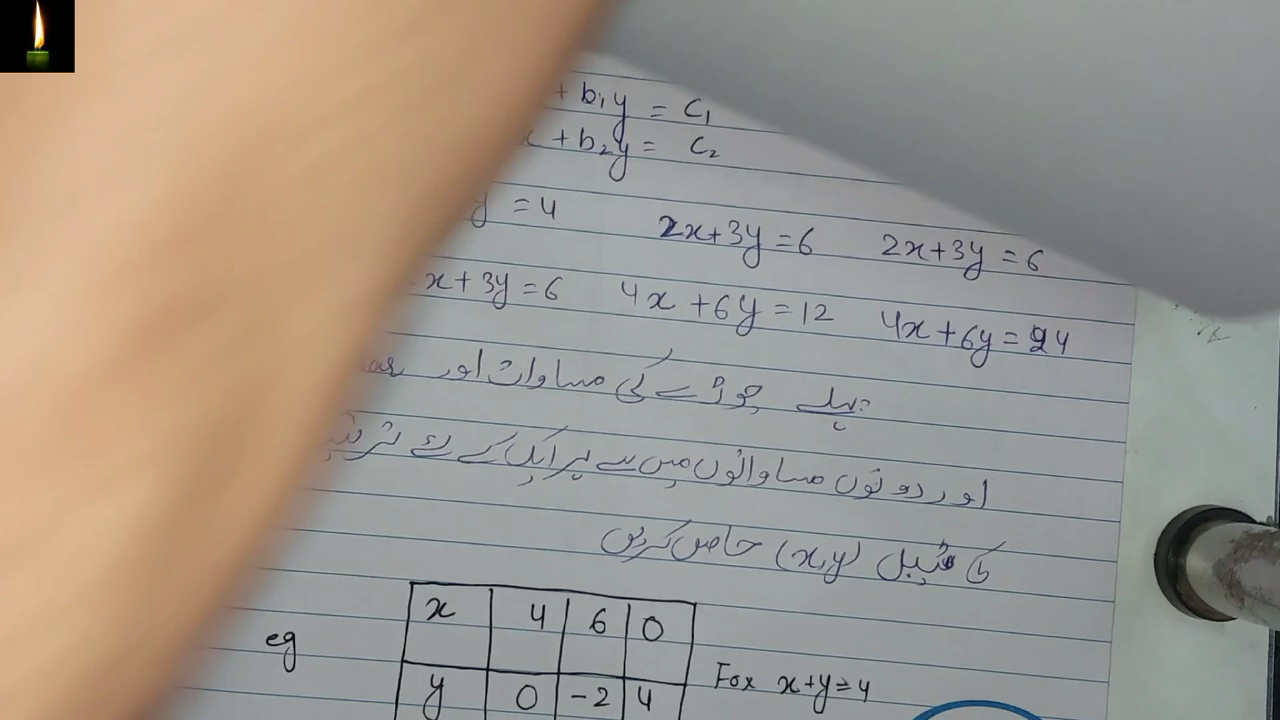 + b₁y = C₁
x + b₂y = C₂
y = 4 2x+3y = 6 2x+3y = 6
x + 3y = 6 4x + 6y = 12 4x + 6y = 24
پہلے جوڑے کی مساوات اور
اور دونوں مساواتوں میں سے ہر ایک کے لئے
کا ٹیبل (x,y) حاصل کریں
x 4 6 0
eg
y 0 -2 4 For x+y=4